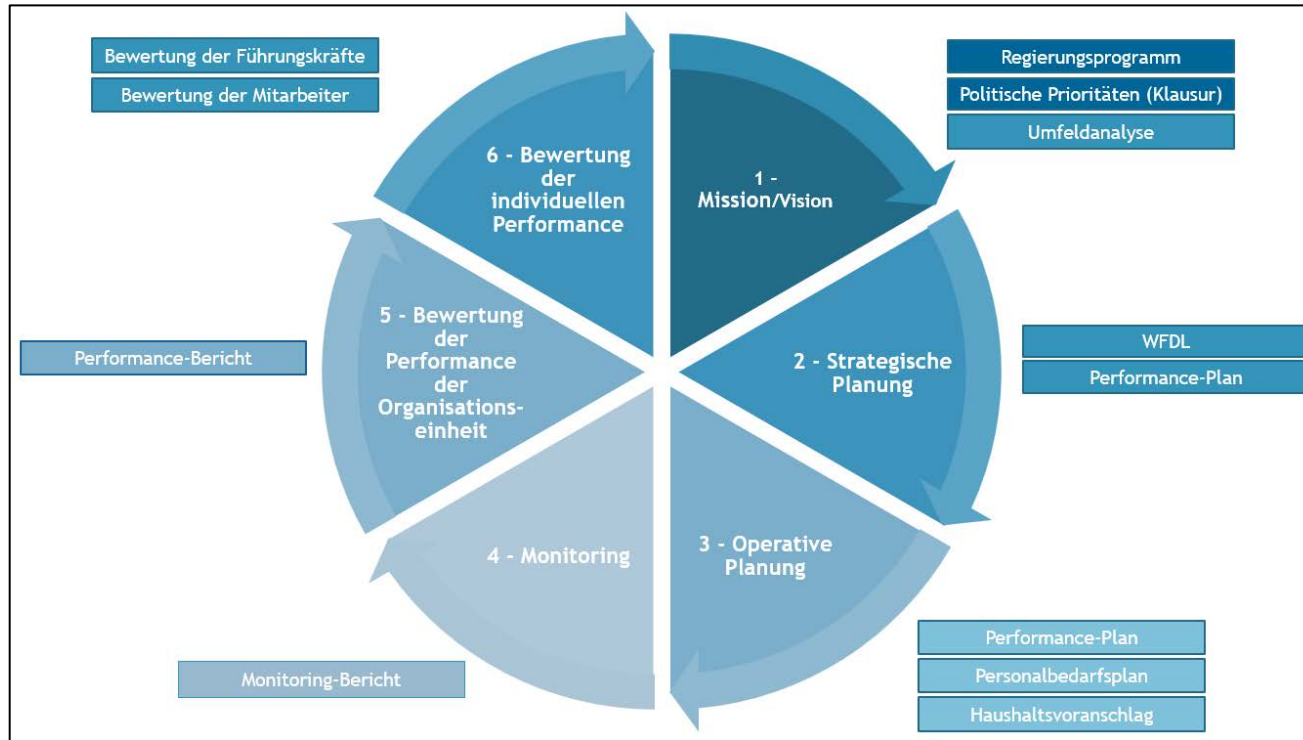 Bewertung der Führungskräfte
Bewertung der Mitarbeiter
Regierungsprogramm
Politische Prioritäten (Klausur)
Umfeldanalyse
1 -
Mission/Vision
2 - Strategische
Planung
WFDL
Performance-Plan
3 - Operative
Planung
Performance-Plan
Personalbedarfsplan
Haushaltsvoranschlag
4 - Monitoring
Monitoring-Bericht
5 - Bewertung
der
Performance
der
Organisations-
einheit
Performance-Bericht
6 - Bewertung
der
individuellen
Performance